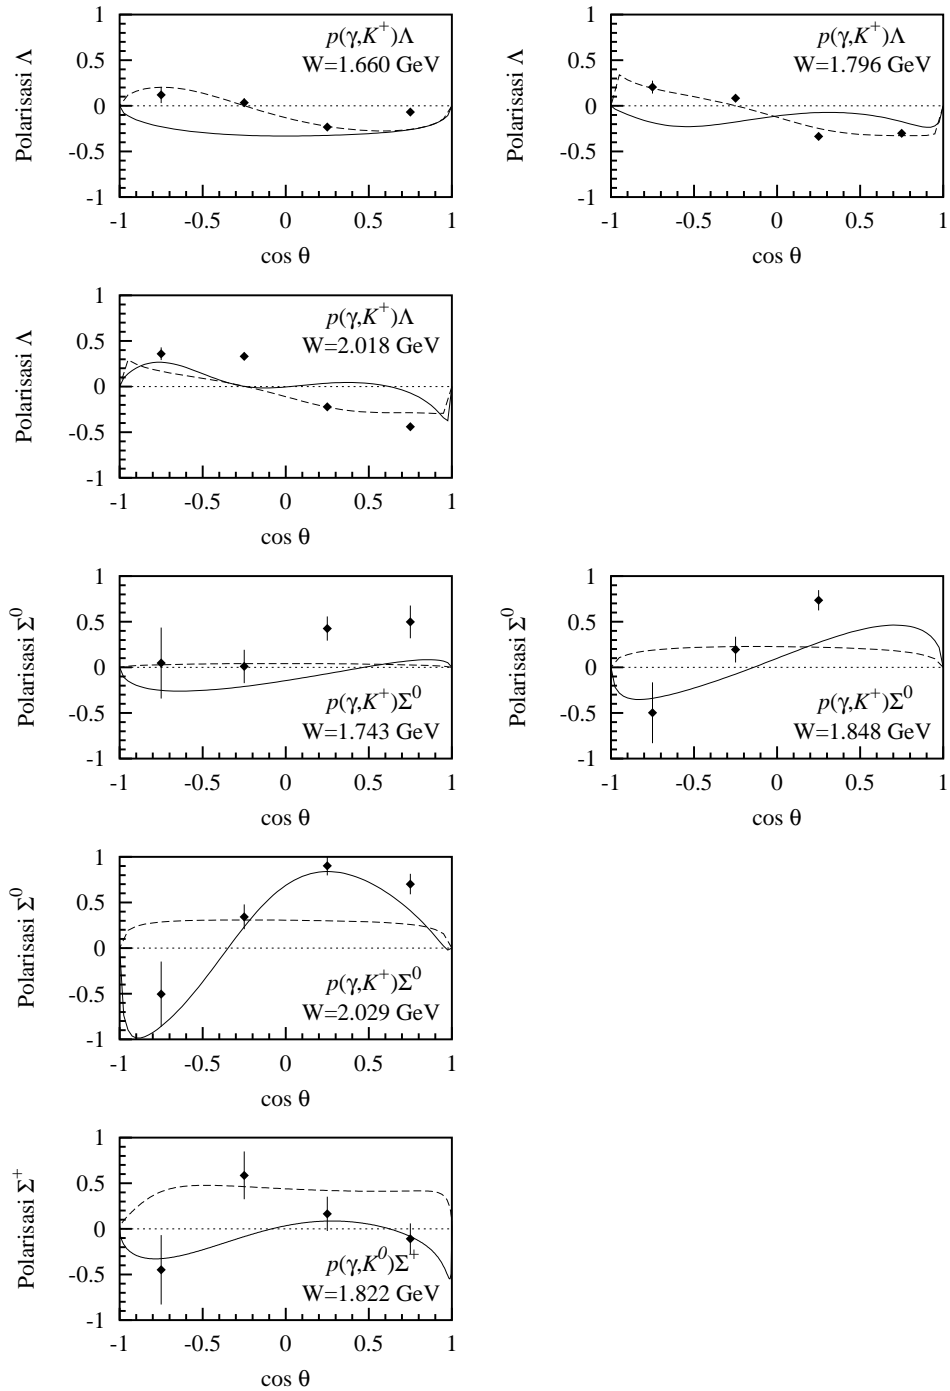 1
0.5
0
-0.5
-1
Polarisasi Λ
p(γ,K⁺)Λ
W=1.660 GeV
-1 -0.5 0 0.5 1
cos θ
1
0.5
0
-0.5
-1
Polarisasi Λ
p(γ,K⁺)Λ
W=1.796 GeV
-1 -0.5 0 0.5 1
cos θ
1
0.5
0
-0.5
-1
Polarisasi Λ
p(γ,K⁺)Λ
W=2.018 GeV
-1 -0.5 0 0.5 1
cos θ
1
0.5
0
-0.5
-1
Polarisasi Σ⁰
p(γ,K⁺)Σ⁰
W=1.743 GeV
-1 -0.5 0 0.5 1
cos θ
1
0.5
0
-0.5
-1
Polarisasi Σ⁰
p(γ,K⁺)Σ⁰
W=1.848 GeV
-1 -0.5 0 0.5 1
cos θ
1
0.5
0
-0.5
-1
Polarisasi Σ⁰
p(γ,K⁺)Σ⁰
W=2.029 GeV
-1 -0.5 0 0.5 1
cos θ
1
0.5
0
-0.5
-1
Polarisasi Σ⁺
p(γ,K⁰)Σ⁺
W=1.822 GeV
-1 -0.5 0 0.5 1
cos θ